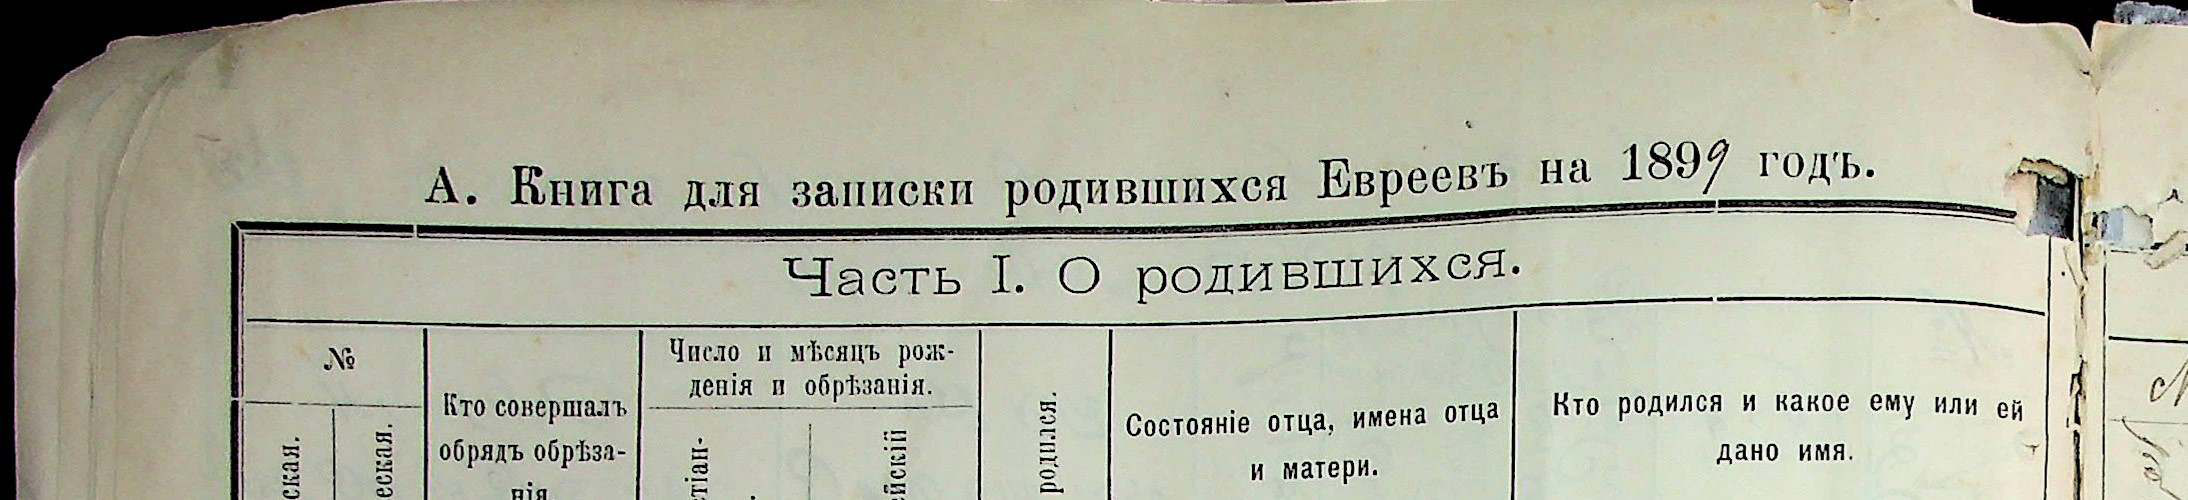 А. Книга для записки родившихся Евреевъ на 1899 годъ.
Часть I. О родившихся.
№
Кто совершалъ
обрядъ обрѣза-
нія
Число и мѣсяцъ рож-
денія и обрѣзанія.
родился.
Состояніе отца, имена отца
и матери.
Кто родился и какое ему или ей
дано имя.